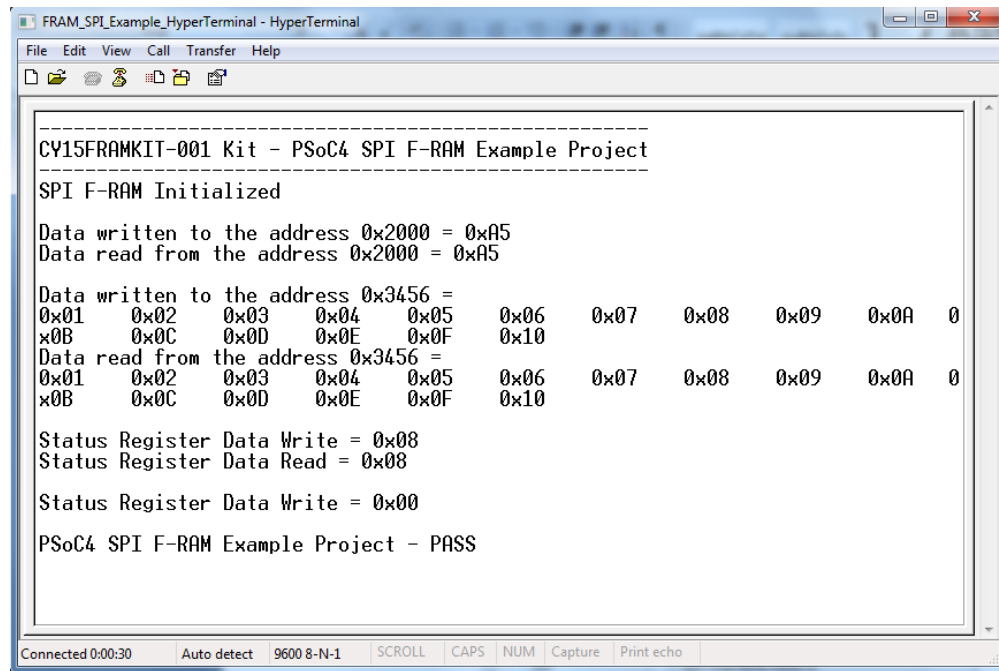 FRAM_SPI_Example_HyperTerminal - HyperTerminal
File Edit View Call Transfer Help
-----------------------------------------------------
CY15FRAMKIT-001 Kit - PSoC4 SPI F-RAM Example Project
-----------------------------------------------------
SPI F-RAM Initialized
Data written to the address 0x2000 = 0xA5
Data read from the address 0x2000 = 0xA5
Data written to the address 0x3456 =
0x01 0x02 0x03 0x04 0x05 0x06 0x07 0x08 0x09 0x0A 0
x0B 0x0C 0x0D 0x0E 0x0F 0x10
Data read from the address 0x3456 =
0x01 0x02 0x03 0x04 0x05 0x06 0x07 0x08 0x09 0x0A 0
x0B 0x0C 0x0D 0x0E 0x0F 0x10
Status Register Data Write = 0x08
Status Register Data Read = 0x08
Status Register Data Write = 0x00
PSoC4 SPI F-RAM Example Project - PASS
Connected 0:00:30 Auto detect 9600 8-N-1 SCROLL CAPS NUM Capture Print echo